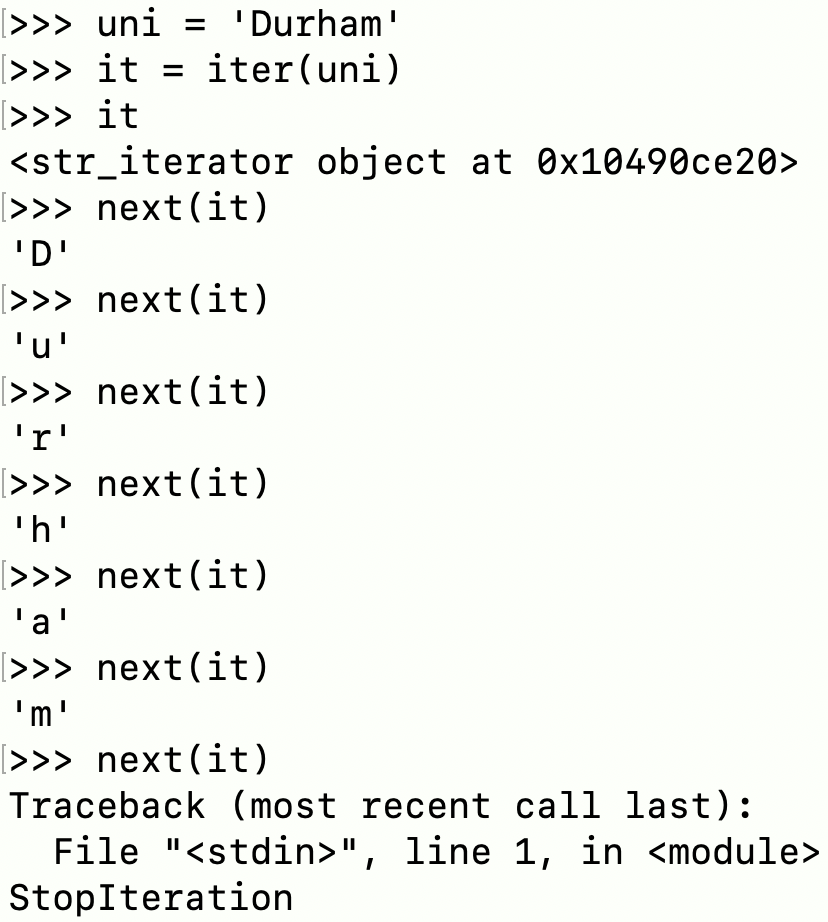 [>>> uni = 'Durham'
[>>> it = iter(uni)
[>>> it
<str_iterator object at 0x10490ce20>
[>>> next(it)
'D'
[>>> next(it)
'u'
[>>> next(it)
'r'
[>>> next(it)
'h'
[>>> next(it)
'a'
[>>> next(it)
'm'
[>>> next(it)
Traceback (most recent call last):
  File "<stdin>", line 1, in <module>
StopIteration